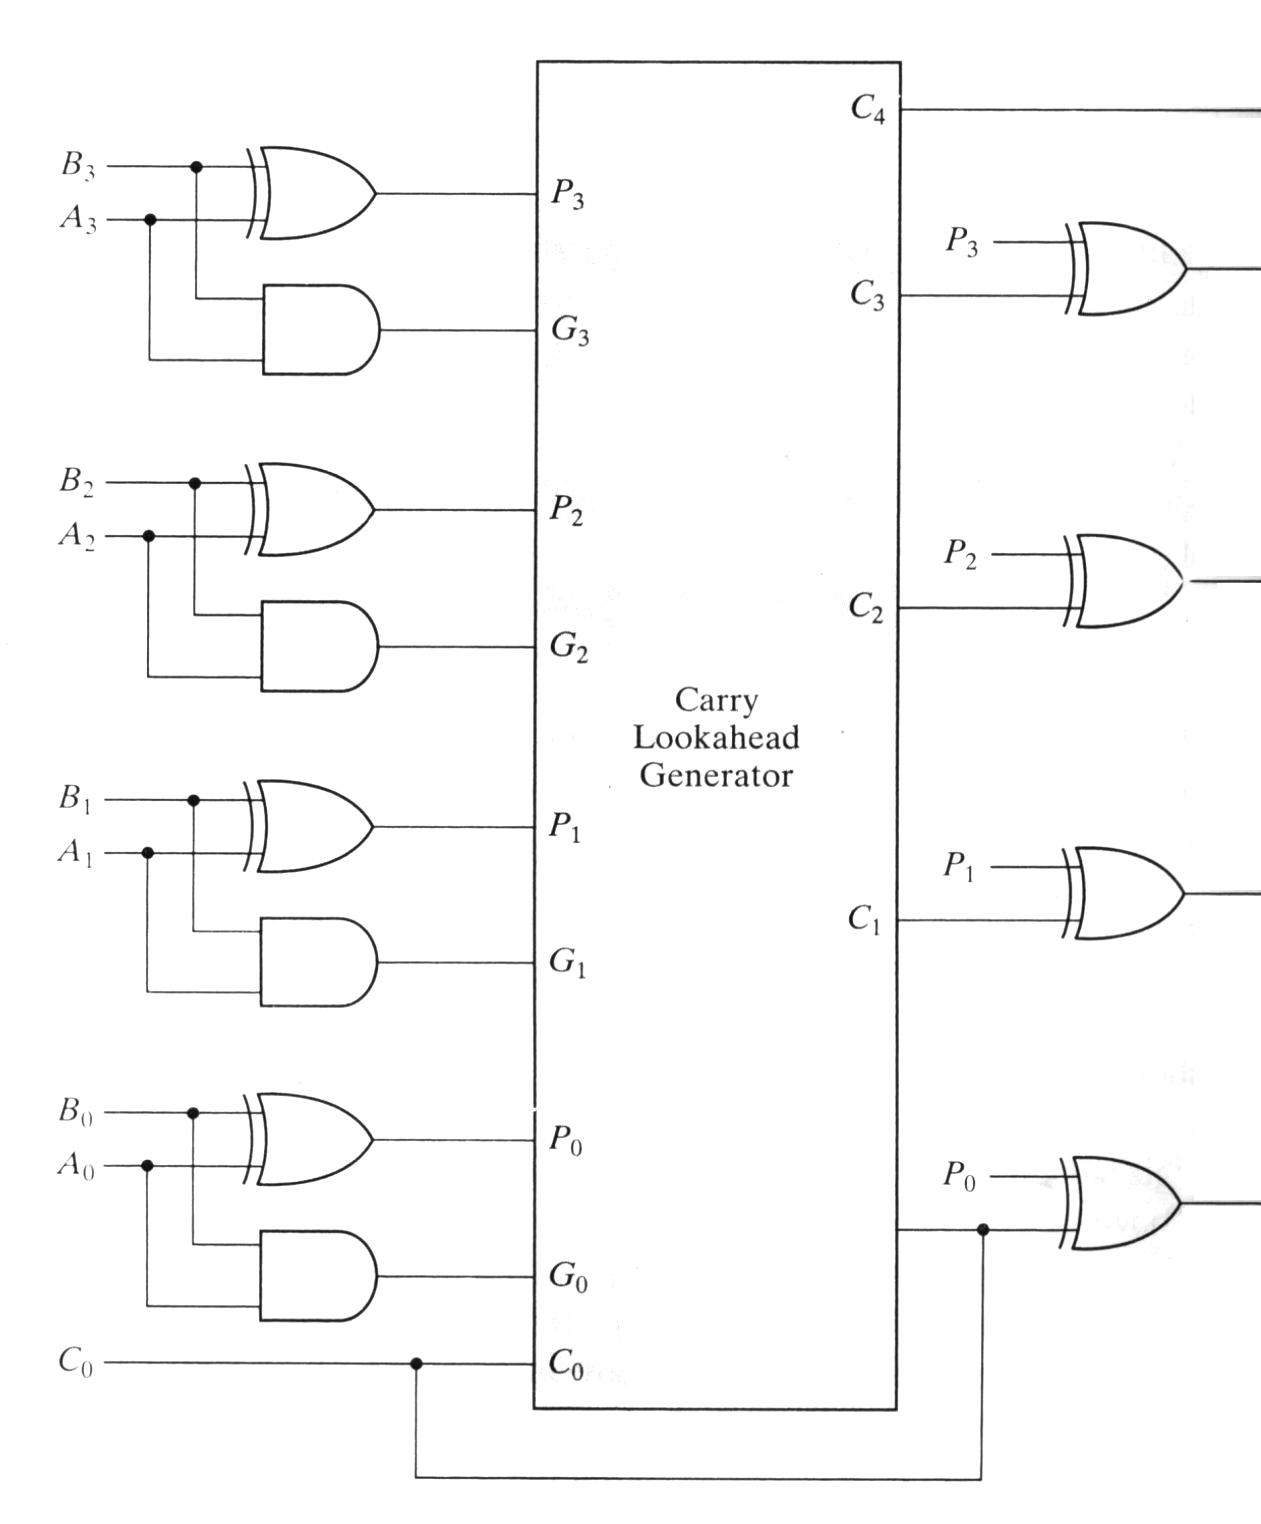 B₃
A₃
P₃
G₃
B₂
A₂
P₂
G₂
B₁
A₁
P₁
G₁
B₀
A₀
P₀
G₀
C₀
C₀
Carry
Lookahead
Generator
C₄
P₃
C₃
P₂
C₂
P₁
C₁
P₀